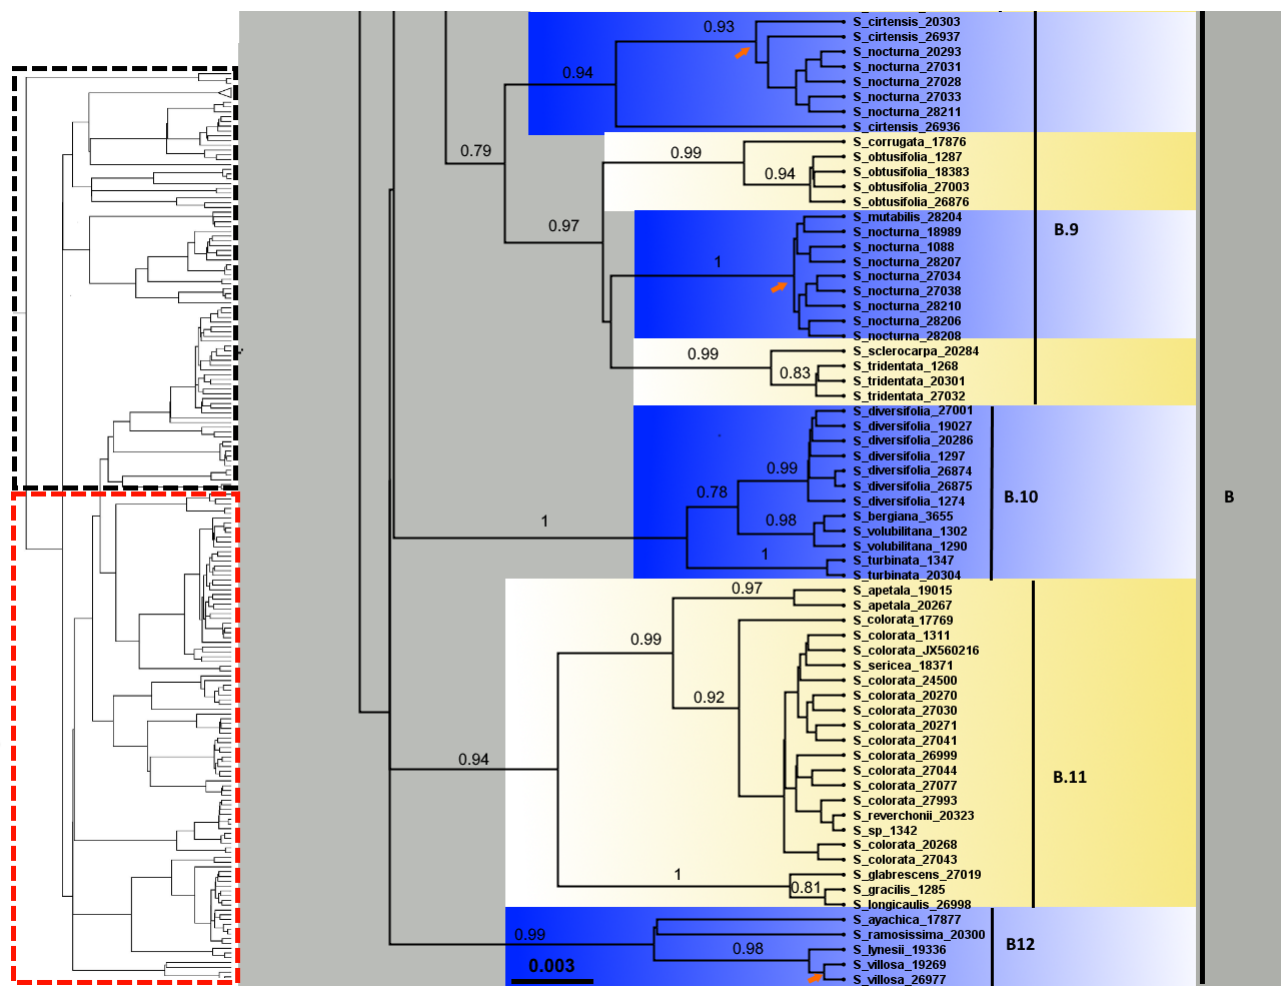 0.93
S_cirtensis_20303
S_cirtensis_26937
S_nocturna_20293
S_nocturna_27031
0.94
S_nocturna_27028
S_nocturna_27033
S_nocturna_28211
S_cirtensis_26936
0.79
0.99
S_corrugata_17876
S_obtusifolia_1287
0.94
S_obtusifolia_18383
S_obtusifolia_27003
S_obtusifolia_26876
0.97
S_mutabilis_28204
S_nocturna_18989
B.9
S_nocturna_1088
1
S_nocturna_28207
S_nocturna_27034
S_nocturna_27038
S_nocturna_28210
S_nocturna_28206
S_nocturna_28208
0.99
S_sclerocarpa_20284
S_tridentata_1268
0.83
S_tridentata_20301
S_tridentata_27032
S_diversifolia_27001
S_diversifolia_19027
S_diversifolia_20286
S_diversifolia_1297
0.99
S_diversifolia_26874
S_diversifolia_26875
0.78
S_diversifolia_1274
B.10
B
S_bergiana_3655
0.98
1
S_volubilitana_1302
S_volubilitana_1290
1
S_turbinata_1347
S_turbinata_20304
0.97
S_apetala_19015
S_apetala_20267
S_colorata_17769
0.99
S_colorata_1311
S_colorata_JX560216
S_sericea_18371
S_colorata_24500
0.92
S_colorata_20270
S_colorata_27030
S_colorata_20271
S_colorata_27041
0.94
S_colorata_26999
S_colorata_27044
B.11
S_colorata_27077
S_colorata_27993
S_reverchonii_20323
S_sp_1342
S_colorata_20268
S_colorata_27043
1
S_glabrescens_27019
0.81
S_gracilis_1285
S_longicaulis_26998
S_ayachica_17877
0.99
S_ramosissima_20300
B12
0.98
S_lynesii_19336
0.003
S_villosa_19269
S_villosa_26977